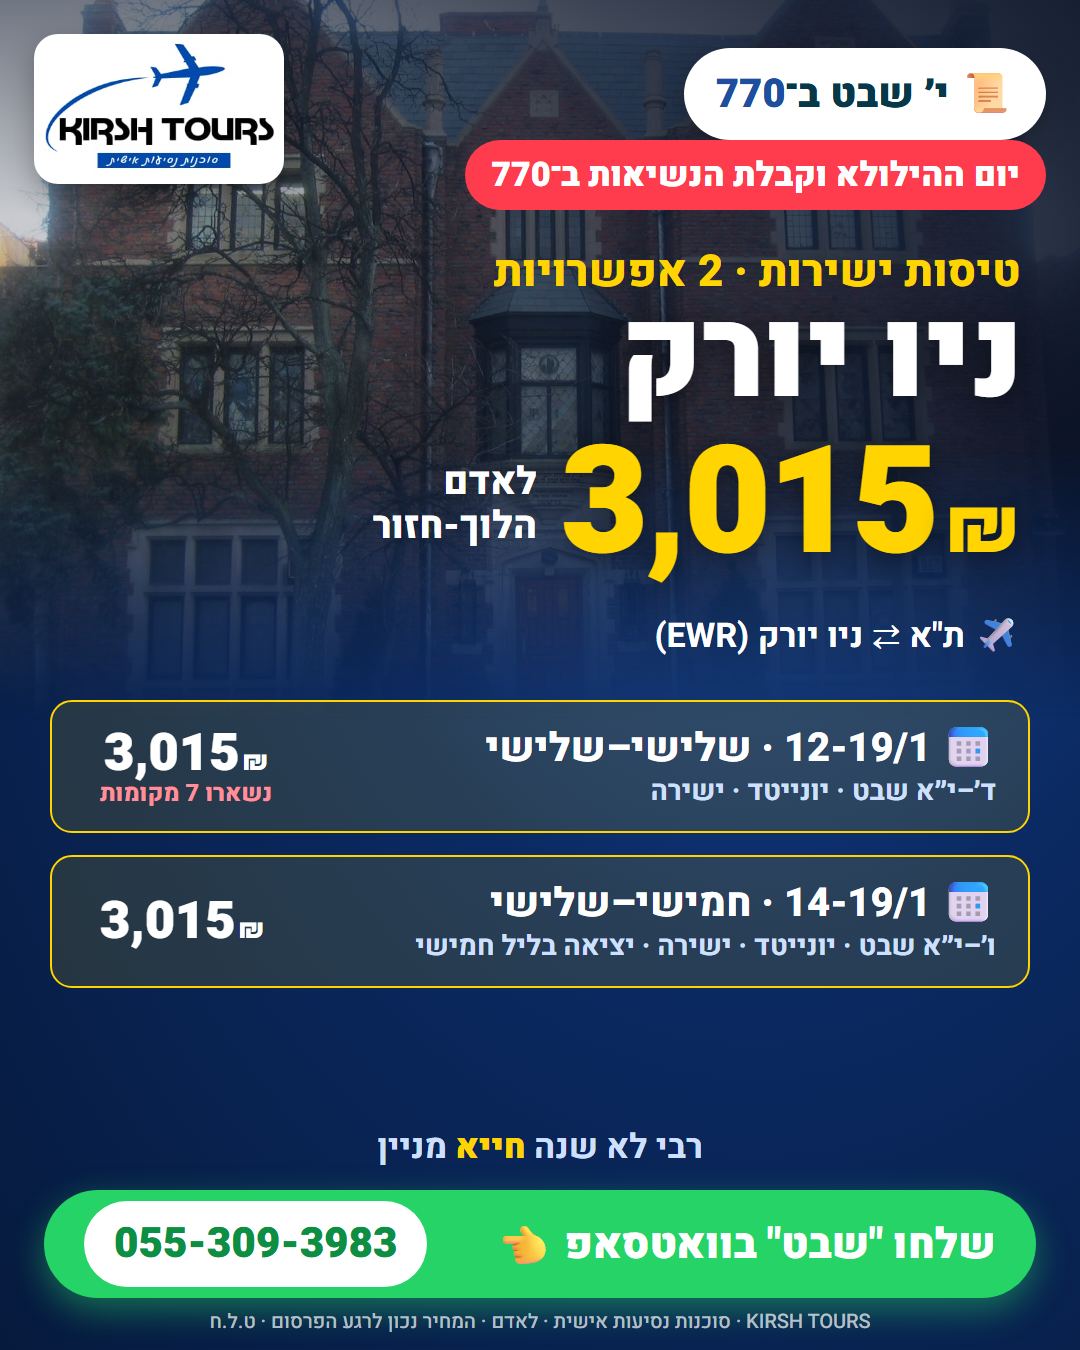 KIRSH TOURS
סוכנות נסיעות אישית
י׳ שבט ב־770
יום ההילולא וקבלת הנשיאות ב־770
טיסות ישירות · 2 אפשרויות
ניו יורק
₪3,015
לאדם
הלוך-חזור
ת"א ⇄ ניו יורק (EWR)
12-19/1 · שלישי–שלישי
ד׳–י״א שבט · יונייטד · ישירה
₪3,015
נשארו 7 מקומות
14-19/1 · חמישי–שלישי
ו׳–י״א שבט · יונייטד · ישירה · יציאה בליל חמישי
₪3,015
רבי לא שנה חייא מניין
שלחו "שבט" בוואטסאפ
055-309-3983
KIRSH TOURS · סוכנות נסיעות אישית · לאדם · המחיר נכון לרגע הפרסום · ט.ל.ח